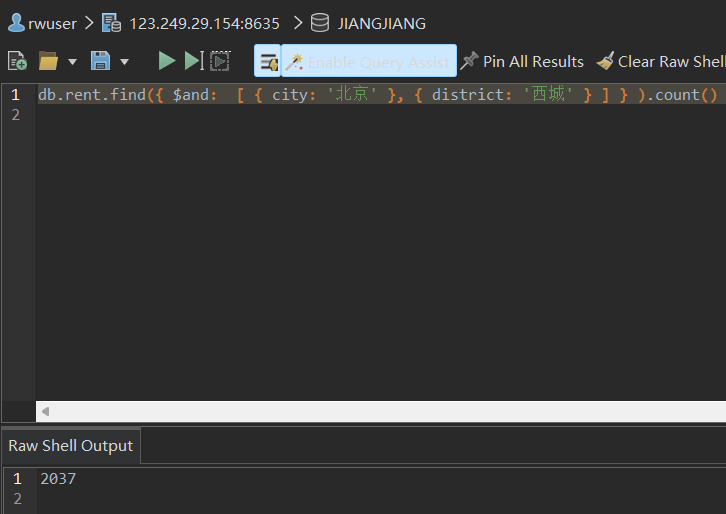 rwuser 123.249.29.154:8635 JIANGJIANG
Enable Query Assist Pin All Results Clear Raw Shell
1 db.rent.find({ $and: [ { city: '北京' }, { district: '西城' } ] } ).count()
2
Raw Shell Output
1 2037
2